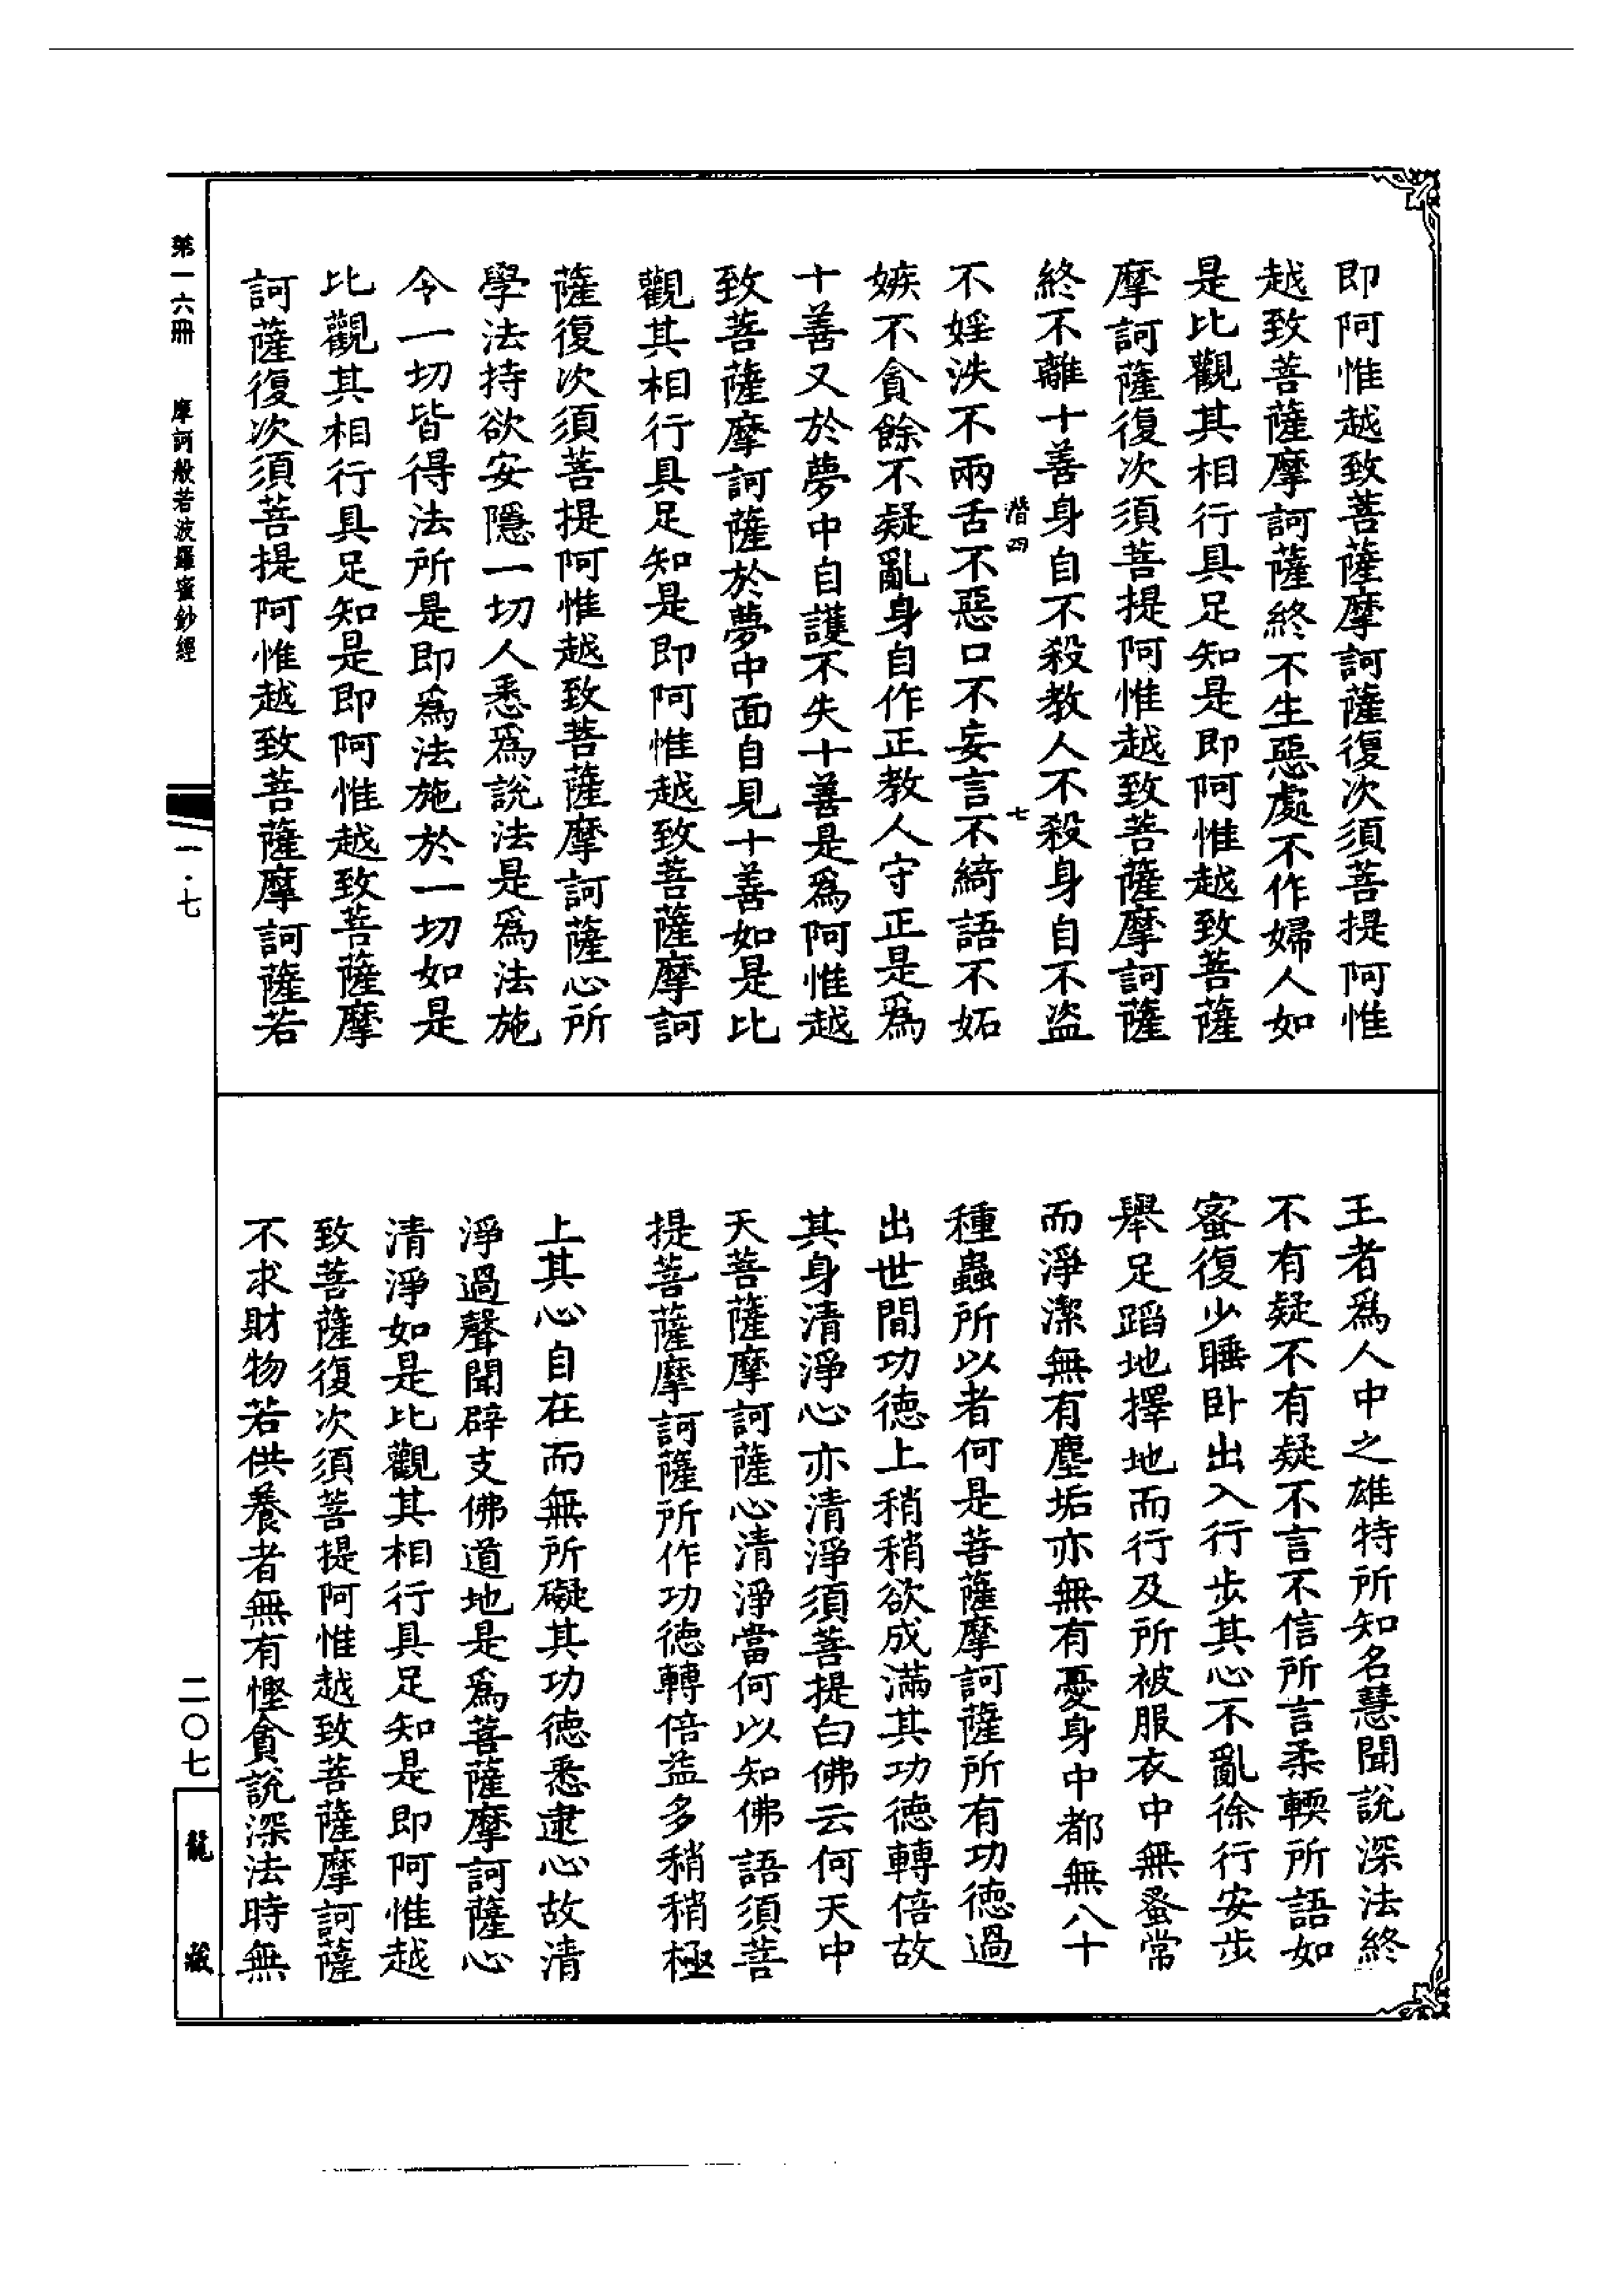 即阿惟越致菩薩摩訶薩復次須菩提阿惟
越致菩薩摩訶薩終不生惡處不作婦人如
是比觀其相行具足知是即阿惟越致菩薩
摩訶薩復次須菩提阿惟越致菩薩摩訶薩
終不離十善身自不殺教人不殺身自不盜
潛四
七
不婬泆不兩舌不惡口不妄言不綺語不妬
嫉不貪餘不疑亂身自作正教人守正是爲
十善又於夢中自護不失十善是爲阿惟越
致菩薩摩訶薩於夢中面自見十善如是比
觀其相行具足知是即阿惟越致菩薩摩訶
薩復次須菩提阿惟越致菩薩摩訶薩心所
學法持欲安隱一切人悉爲說法是爲法施
令一切皆得法所是即爲法施於一切如是
比觀其相行具足知是即阿惟越致菩薩摩
訶薩復次須菩提阿惟越致菩薩摩訶薩若
王者爲人中之雄特所知名慧聞說深法終
不有疑不有疑不言不信所言柔輭所語如
蜜復少睡卧出入行步其心不亂徐行安步
舉足蹈地擇地而行及所被服衣中無蚤常
而淨潔無有塵垢亦無有憂身中都無八十
種蟲所以者何是菩薩摩訶薩所有功德過
出世間功德上稍稍欲成滿其功德轉倍故
其身清淨心亦清淨須菩提白佛云何天中
天菩薩摩訶薩心清淨當何以知佛語須菩
提菩薩摩訶薩所作功德轉倍益多稍稍極
上其心自在而無所礙其功德悉逮心故清
淨過聲聞辟支佛道地是爲菩薩摩訶薩心
清淨如是比觀其相行具足知是即阿惟越
致菩薩復次須菩提阿惟越致菩薩摩訶薩
不求財物若供養者無有慳貪說深法時無
第一六冊
摩訶般若波羅蜜鈔經
一·七
二〇七
龍藏